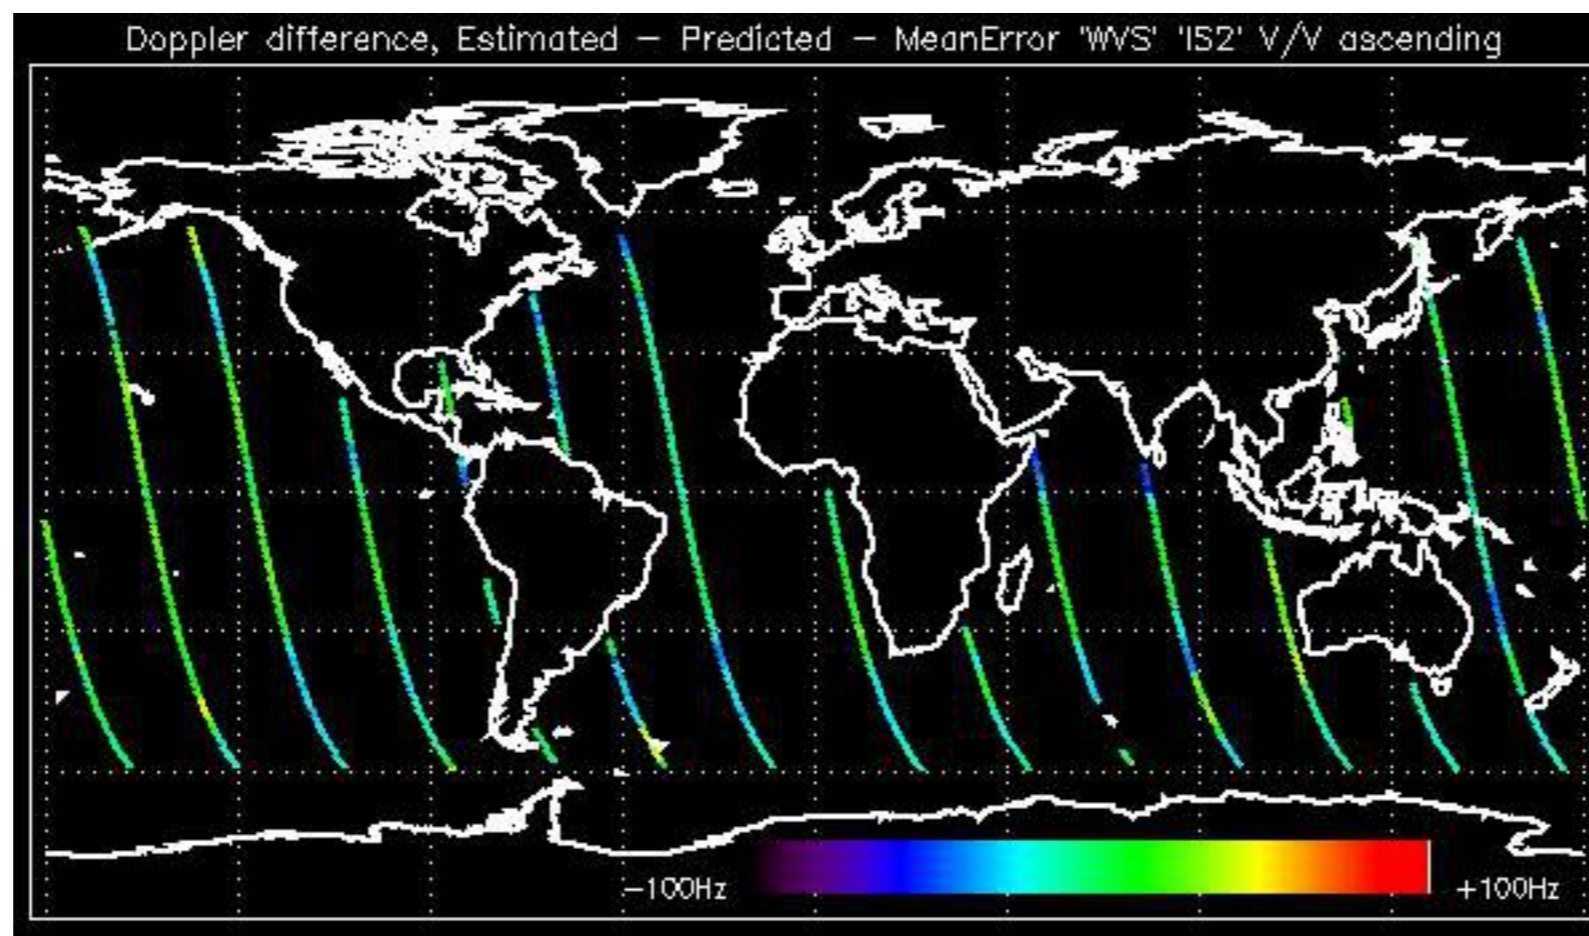 Doppler difference, Estimated – Predicted – MeanError 'WVS' 'IS2' V/V ascending
–100Hz
+100Hz